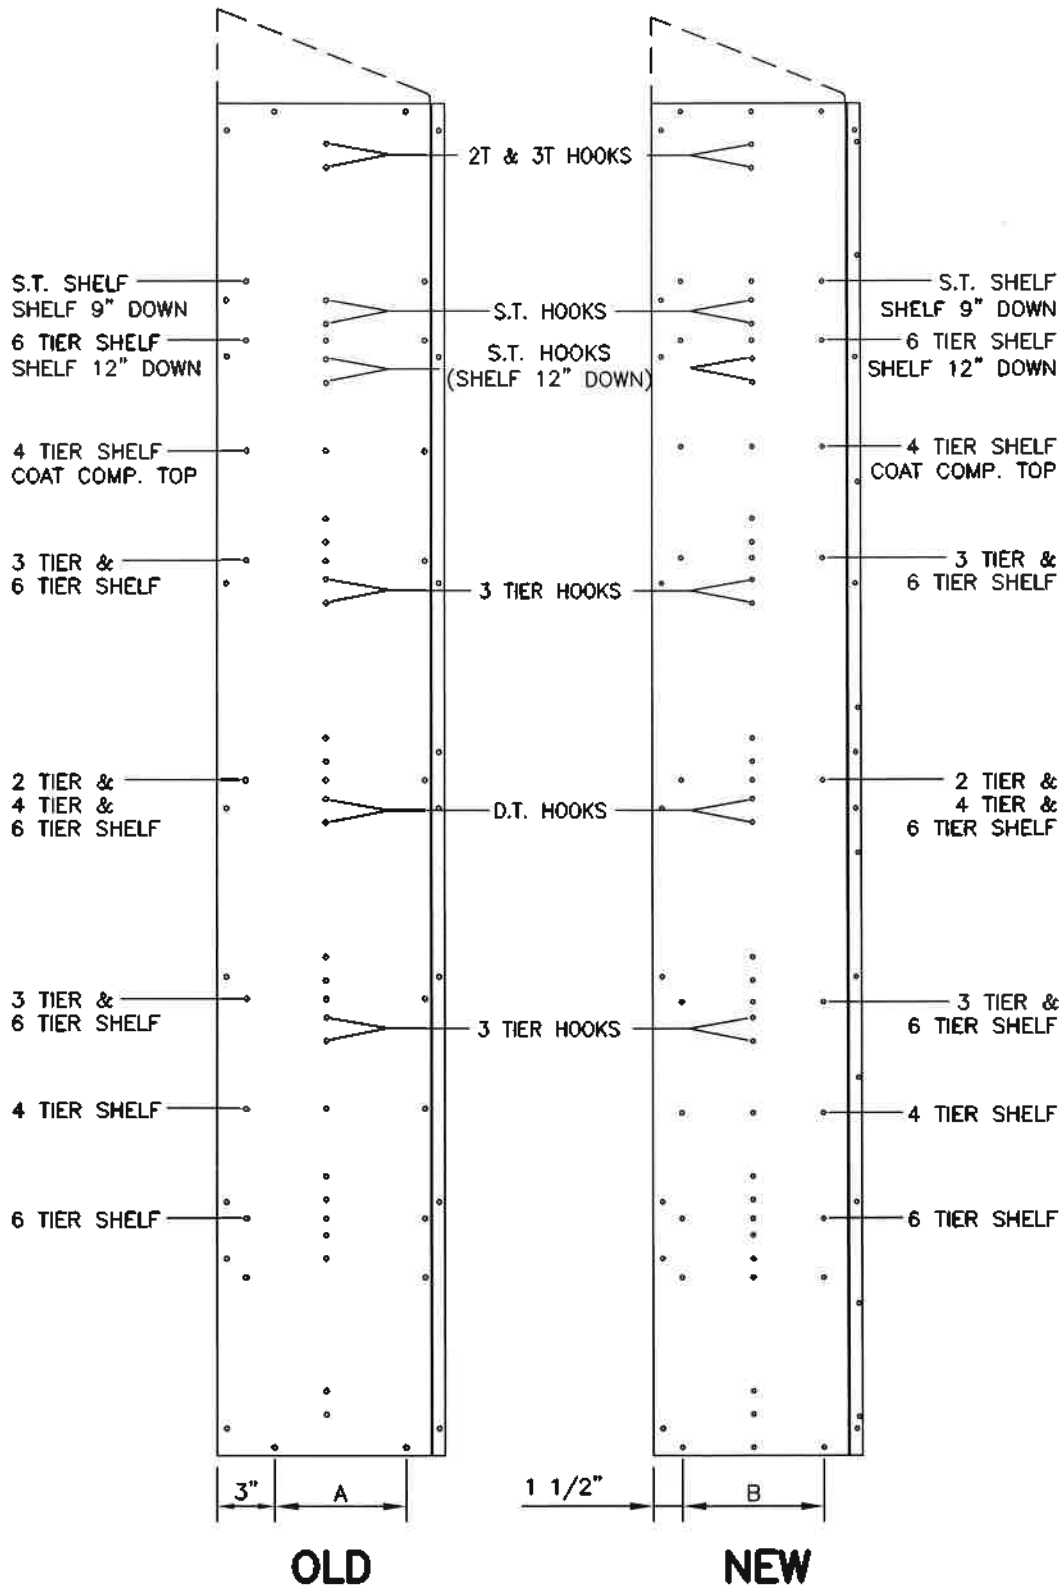 2T & 3T HOOKS
S.T. SHELF
SHELF 9" DOWN
6 TIER SHELF
SHELF 12" DOWN
4 TIER SHELF
COAT COMP. TOP
3 TIER &
6 TIER SHELF
2 TIER &
4 TIER &
6 TIER SHELF
3 TIER &
6 TIER SHELF
4 TIER SHELF
6 TIER SHELF
S.T. HOOKS
S.T. HOOKS
(SHELF 12" DOWN)
3 TIER HOOKS
D.T. HOOKS
3 TIER HOOKS
S.T. SHELF
SHELF 9" DOWN
6 TIER SHELF
SHELF 12" DOWN
4 TIER SHELF
COAT COMP. TOP
3 TIER &
6 TIER SHELF
2 TIER &
4 TIER &
6 TIER SHELF
3 TIER &
6 TIER SHELF
4 TIER SHELF
6 TIER SHELF
3"
A
1 1/2"
B
OLD
NEW